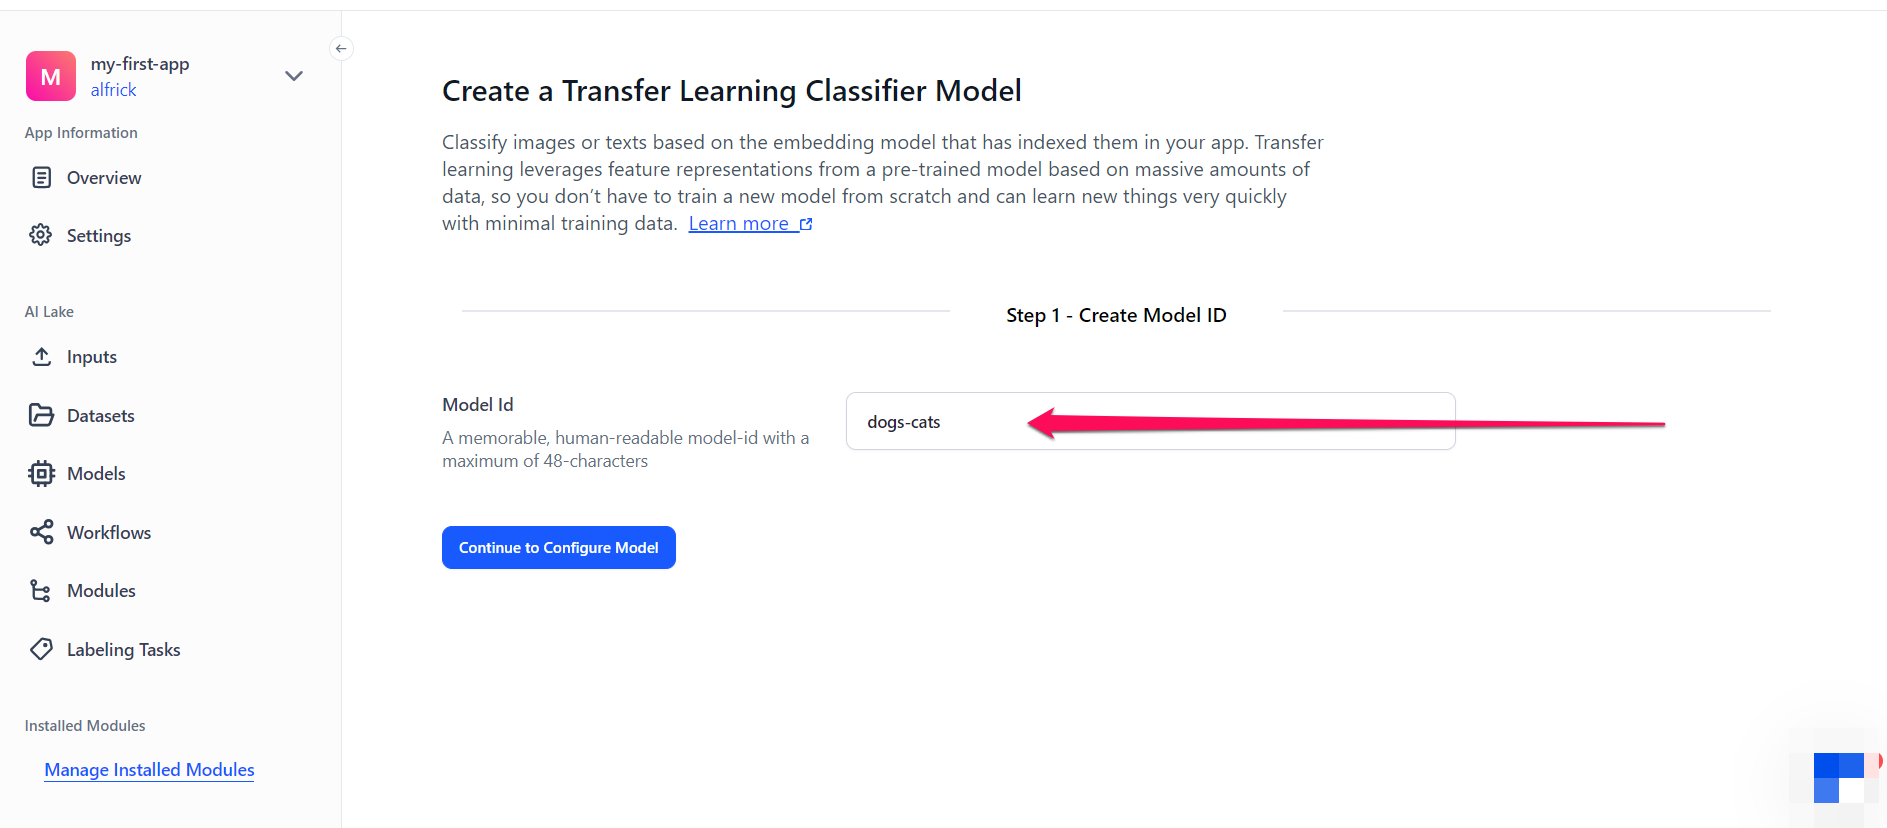 M
my-first-app
alfrick
App Information
Overview
Settings
AI Lake
Inputs
Datasets
Models
Workflows
Modules
Labeling Tasks
Installed Modules
Manage Installed Modules
Create a Transfer Learning Classifier Model
Classify images or texts based on the embedding model that has indexed them in your app. Transfer
learning leverages feature representations from a pre-trained model based on massive amounts of
data, so you don’t have to train a new model from scratch and can learn new things very quickly
with minimal training data. Learn more
Step 1 - Create Model ID
Model Id
A memorable, human-readable model-id with a
maximum of 48-characters
dogs-cats
Continue to Configure Model